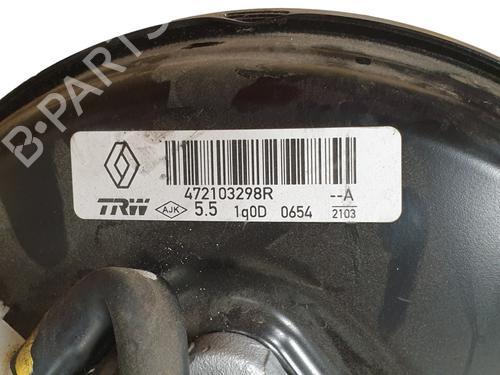 B-PARTS
472103298R
--A
TRW AJK 5.5 1q0D 0654 2103